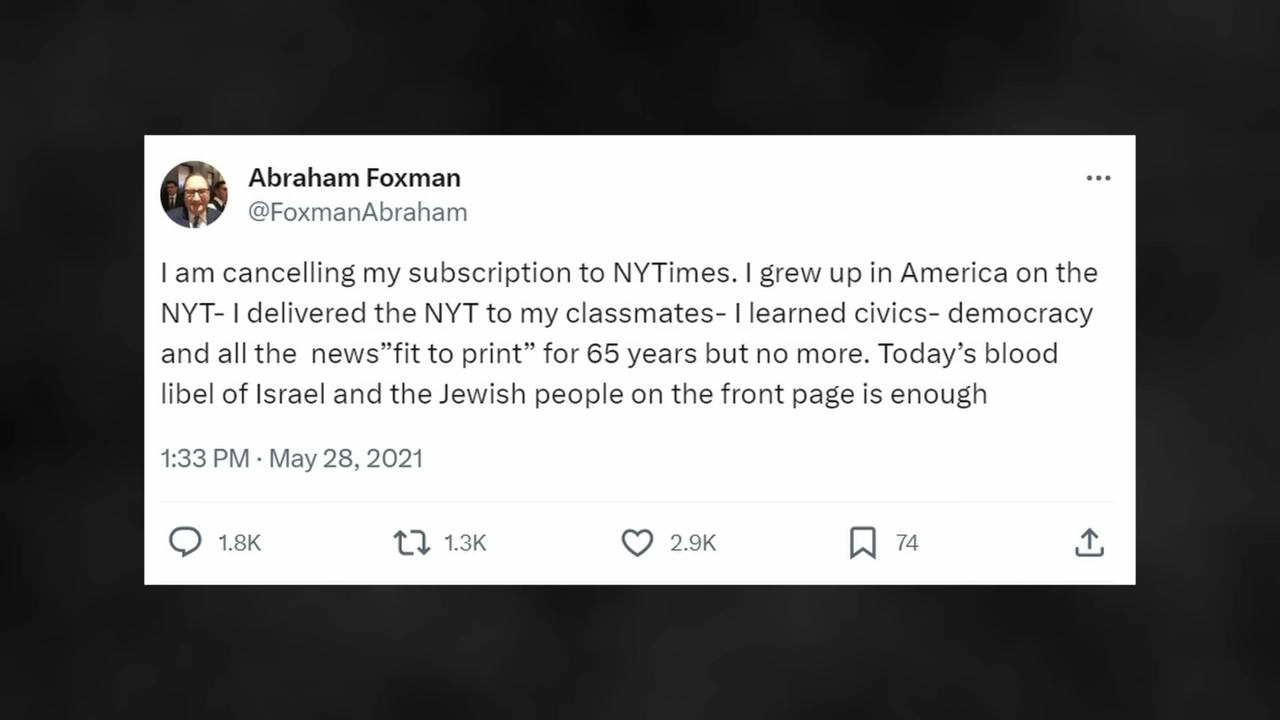 Abraham Foxman
@FoxmanAbraham
I am cancelling my subscription to NYTimes. I grew up in America on the
NYT- I delivered the NYT to my classmates- I learned civics- democracy
and all the  news”fit to print” for 65 years but no more. Today’s blood
libel of Israel and the Jewish people on the front page is enough
1:33 PM · May 28, 2021
1.8K 1.3K 2.9K 74